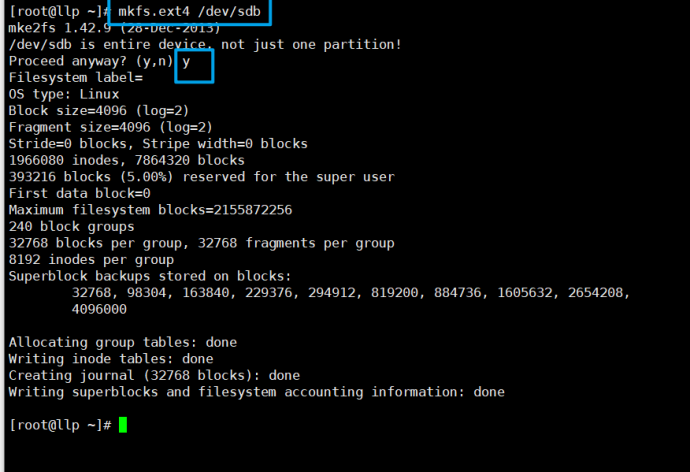 [root@llp ~]# mkfs.ext4 /dev/sdb
mke2fs 1.42.9 (28-Dec-2013)
/dev/sdb is entire device, not just one partition!
Proceed anyway? (y,n) y
Filesystem label=
OS type: Linux
Block size=4096 (log=2)
Fragment size=4096 (log=2)
Stride=0 blocks, Stripe width=0 blocks
1966080 inodes, 7864320 blocks
393216 blocks (5.00%) reserved for the super user
First data block=0
Maximum filesystem blocks=2155872256
240 block groups
32768 blocks per group, 32768 fragments per group
8192 inodes per group
Superblock backups stored on blocks:
32768, 98304, 163840, 229376, 294912, 819200, 884736, 1605632, 2654208,
4096000
Allocating group tables: done
Writing inode tables: done
Creating journal (32768 blocks): done
Writing superblocks and filesystem accounting information: done
[root@llp ~]#